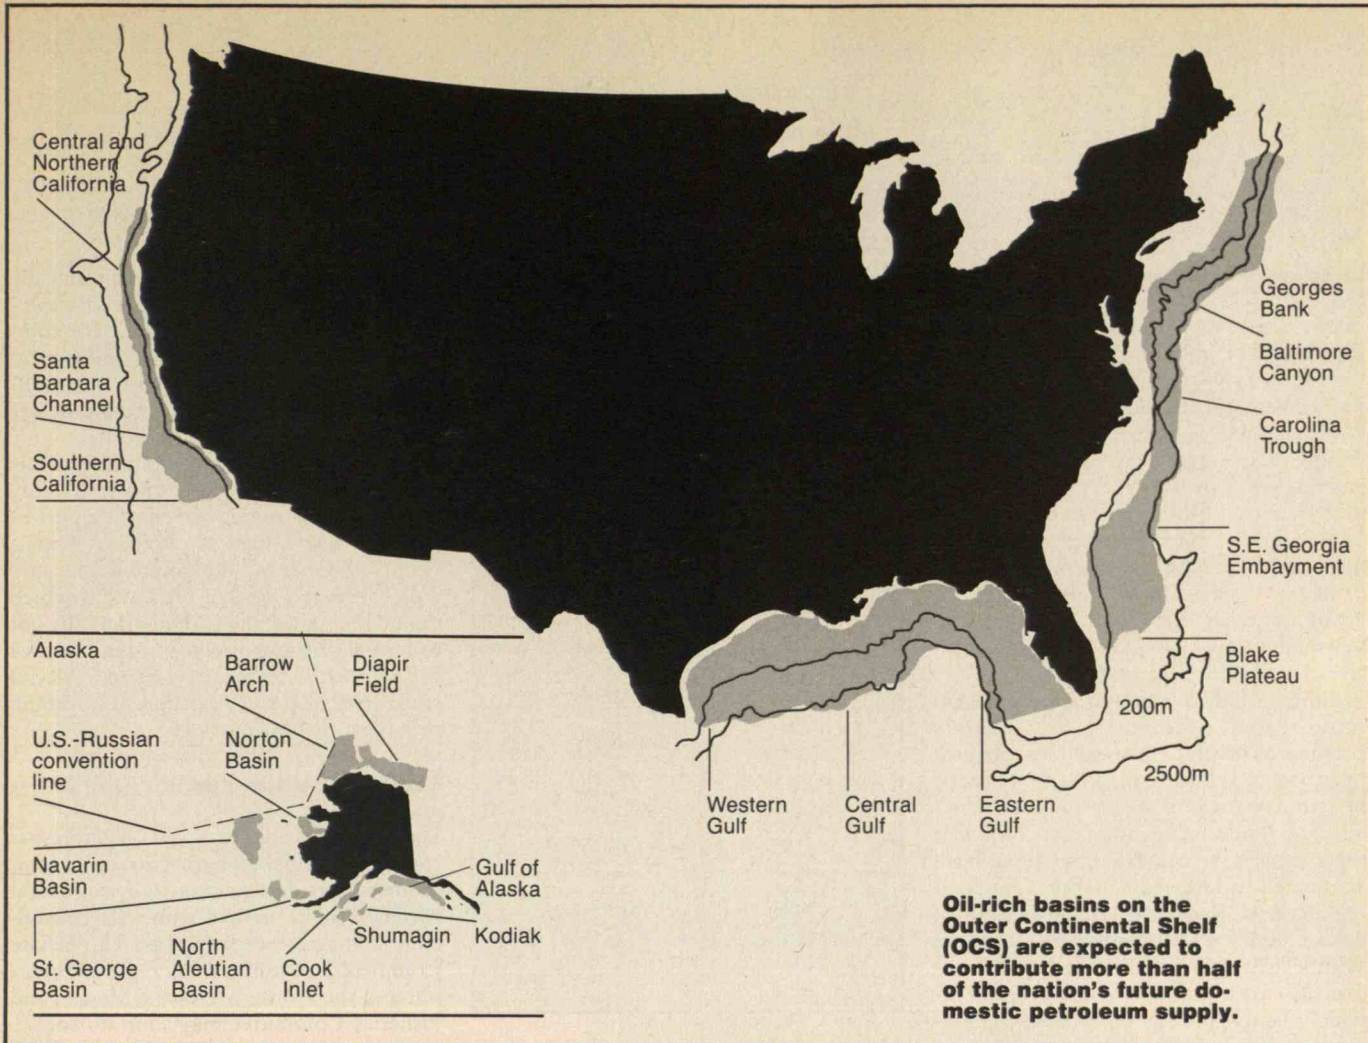 Central and
Northern
California
Santa
Barbara
Channel
Southern
California
Georges
Bank
Baltimore
Canyon
Carolina
Trough
S.E. Georgia
Embayment
Blake
Plateau
200m
2500m
Western
Gulf
Central
Gulf
Eastern
Gulf
Alaska
Barrow
Arch
Diapir
Field
U.S.-Russian
convention
line
Norton
Basin
Navarin
Basin
Gulf of
Alaska
St. George
Basin
North
Aleutian
Basin
Cook
Inlet
Shumagin
Kodiak
Oil-rich basins on the
Outer Continental Shelf
(OCS) are expected to
contribute more than half
of the nation's future do-
mestic petroleum supply.